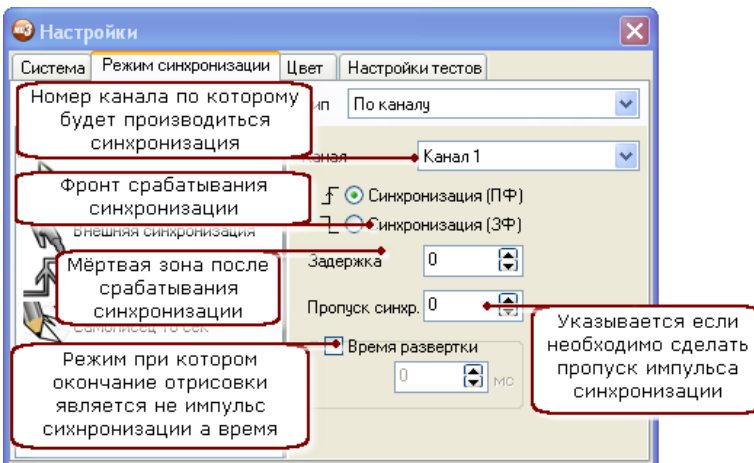 Настройки
Система Режим синхронизации Цвет Настройки тестов
Номер канала по которому
будет производиться
синхронизация
По каналу
Канал 1
Фронт срабатывания
синхронизации
Синхронизация (ПФ)
Синхронизация (ЗФ)
Внешняя синхронизация
Мёртвая зона после
срабатывания
синхронизации
Задержка 0
Пропуск синхр. 0
Указывается если
необходимо сделать
пропуск импульса
синхронизации
Режим при котором
окончание отрисовки
является не импульс
сихнронизации а время
Время развертки
0 мс